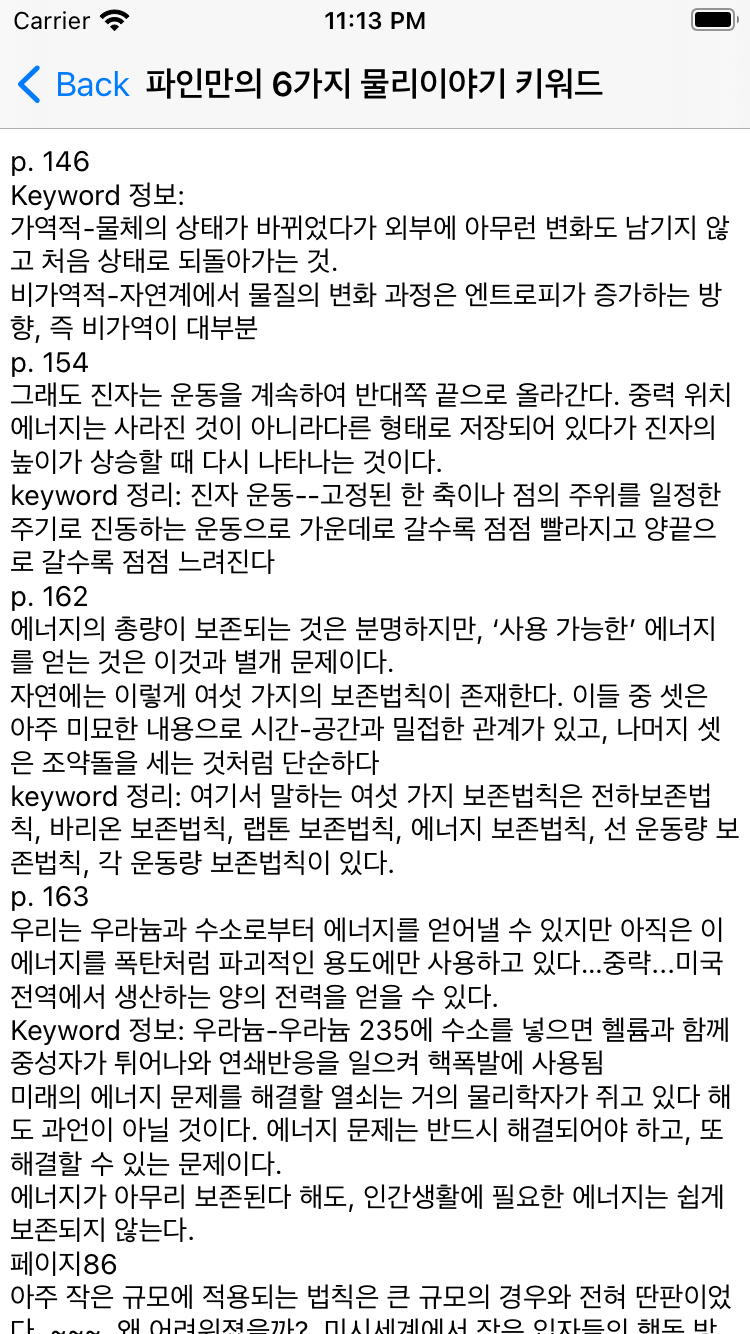 Carrier 11:13 PM
Back 파인만의 6가지 물리이야기 키워드
p. 146
Keyword 정보:
가역적-물체의 상태가 바뀌었다가 외부에 아무런 변화도 남기지 않
고 처음 상태로 되돌아가는 것.
비가역적-자연계에서 물질의 변화 과정은 엔트로피가 증가하는 방
향, 즉 비가역이 대부분
p. 154
그래도 진자는 운동을 계속하여 반대쪽 끝으로 올라간다. 중력 위치
에너지는 사라진 것이 아니라다른 형태로 저장되어 있다가 진자의
높이가 상승할 때 다시 나타나는 것이다.
keyword 정리: 진자 운동--고정된 한 축이나 점의 주위를 일정한
주기로 진동하는 운동으로 가운데로 갈수록 점점 빨라지고 양끝으
로 갈수록 점점 느려진다
p. 162
에너지의 총량이 보존되는 것은 분명하지만, ‘사용 가능한’ 에너지
를 얻는 것은 이것과 별개 문제이다.
자연에는 이렇게 여섯 가지의 보존법칙이 존재한다. 이들 중 셋은
아주 미묘한 내용으로 시간-공간과 밀접한 관계가 있고, 나머지 셋
은 조약돌을 세는 것처럼 단순하다
keyword 정리: 여기서 말하는 여섯 가지 보존법칙은 전하보존법
칙, 바리온 보존법칙, 랩톤 보존법칙, 에너지 보존법칙, 선 운동량 보
존법칙, 각 운동량 보존법칙이 있다.
p. 163
우리는 우라늄과 수소로부터 에너지를 얻어낼 수 있지만 아직은 이
에너지를 폭탄처럼 파괴적인 용도에만 사용하고 있다...중략...미국
전역에서 생산하는 양의 전력을 얻을 수 있다.
Keyword 정보: 우라늄-우라늄 235에 수소를 넣으면 헬륨과 함께
중성자가 튀어나와 연쇄반응을 일으켜 핵폭발에 사용됨
미래의 에너지 문제를 해결할 열쇠는 거의 물리학자가 쥐고 있다 해
도 과언이 아닐 것이다. 에너지 문제는 반드시 해결되어야 하고, 또
해결할 수 있는 문제이다.
에너지가 아무리 보존된다 해도, 인간생활에 필요한 에너지는 쉽게
보존되지 않는다.
페이지86
아주 작은 규모에 적용되는 법칙은 큰 규모의 경우와 전혀 딴판이었
다. ~~~ 왜 어려워졌을까? 미시세계에서 작은 입자들의 행동 방